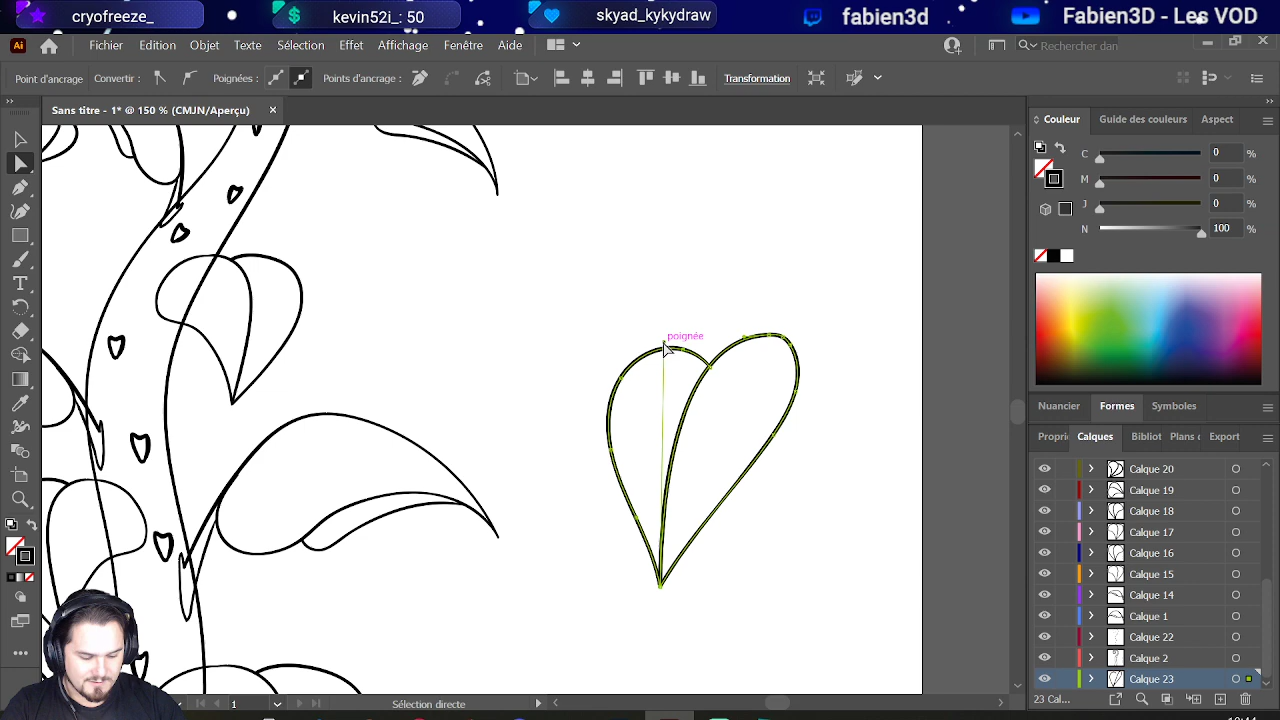 cryofreeze_
kevin52i_: 50
skyad_kykydraw
fabien3d
Fabien3D - Les VOD
Ai
Fichier Edition Objet Texte Sélection Effet Affichage Fenêtre Aide
Rechercher dan
Point d'ancrage Convertir : Poignées : Points d'ancrage : Transformation
Sans titre - 1* @ 150 % (CMJN/Aperçu) ×
Couleur Guide des couleurs Aspect
C 0 %
M 0 %
J 0 %
N 100 %
poignée
Nuancier Formes Symboles
Propri Calques Bibliot Plans c Export
Calque 20
Calque 19
Calque 18
Calque 17
Calque 16
Calque 15
Calque 14
Calque 1
Calque 22
Calque 2
Calque 23
23 Cal...
1
Sélection directe